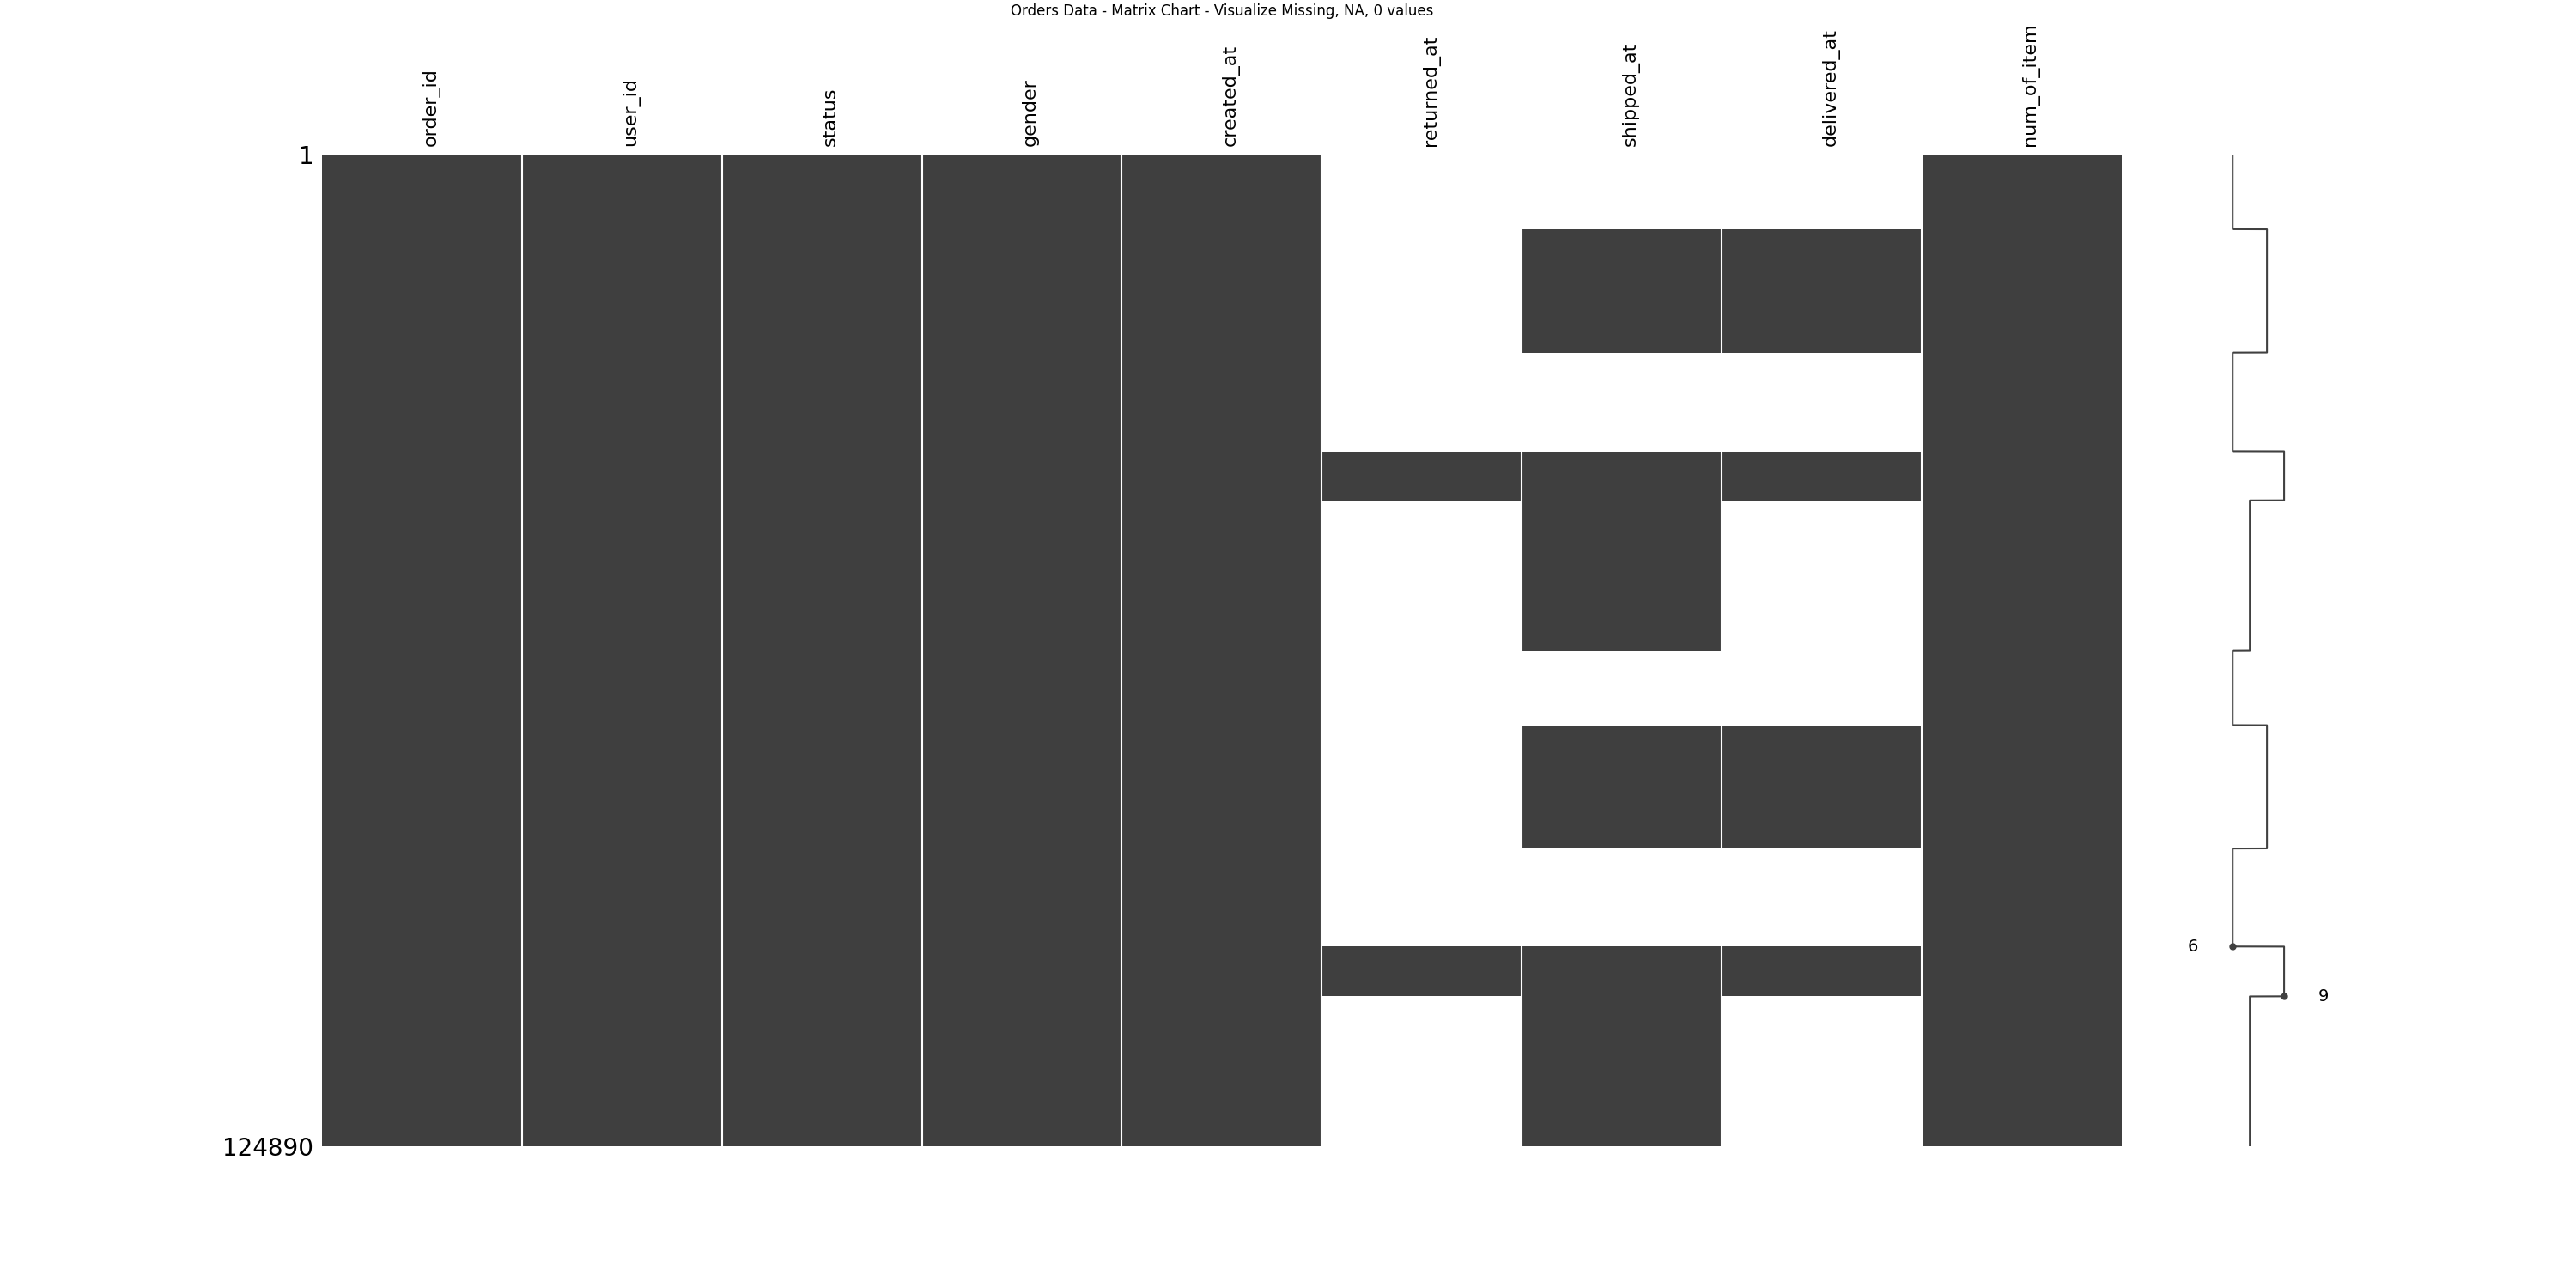 Orders Data - Matrix Chart - Visualize Missing, NA, 0 values
order_id
user_id
status
gender
created_at
returned_at
shipped_at
delivered_at
num_of_item
1
6
9
124890